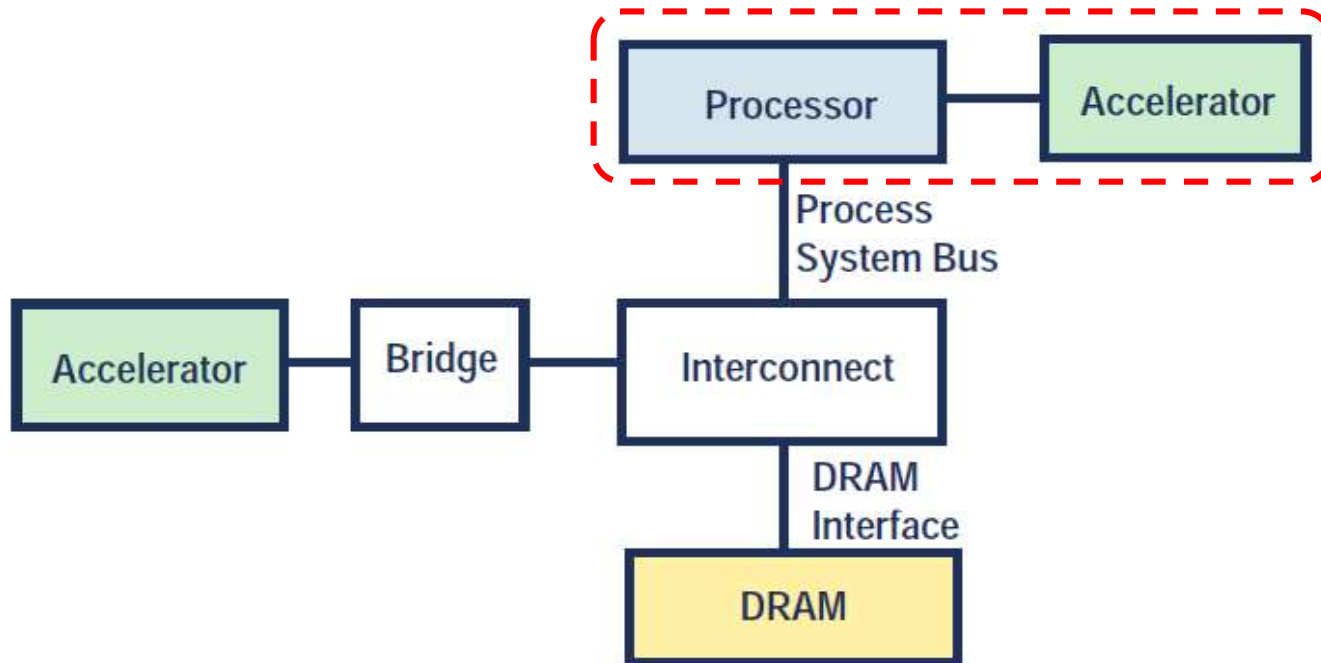 Processor
Accelerator
Process
System Bus
Accelerator
Bridge
Interconnect
DRAM
Interface
DRAM